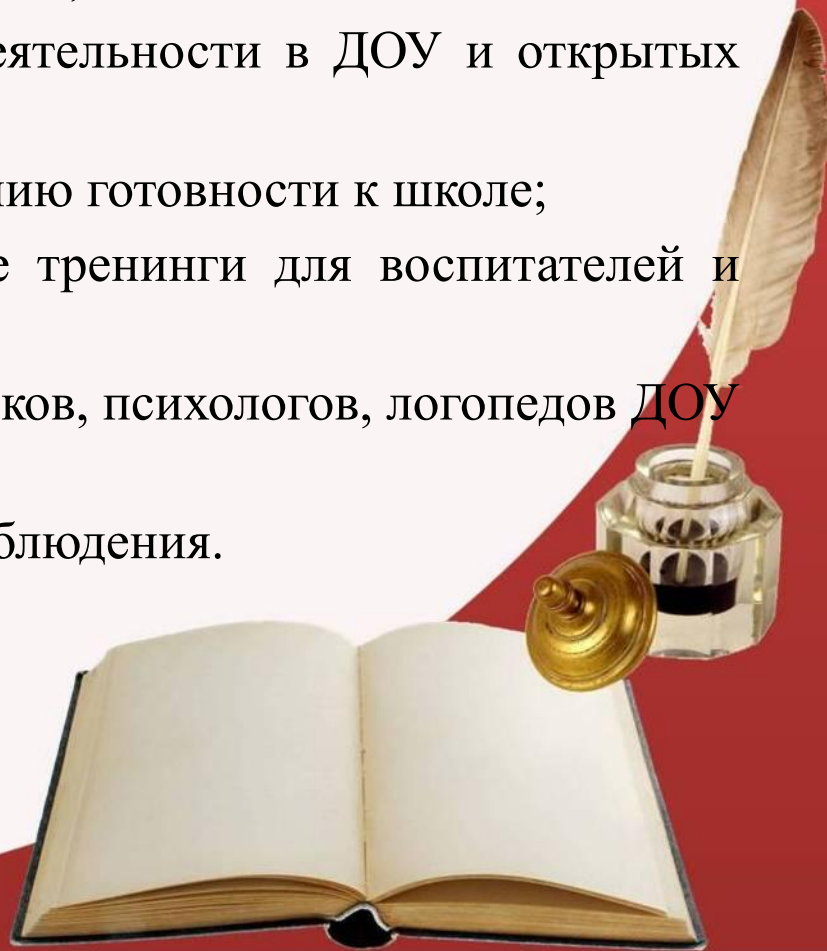 еятельности в ДОУ и открытых
нию готовности к школе;
е тренинги для воспитателей и
ков, психологов, логопедов ДОУ
блюдения.